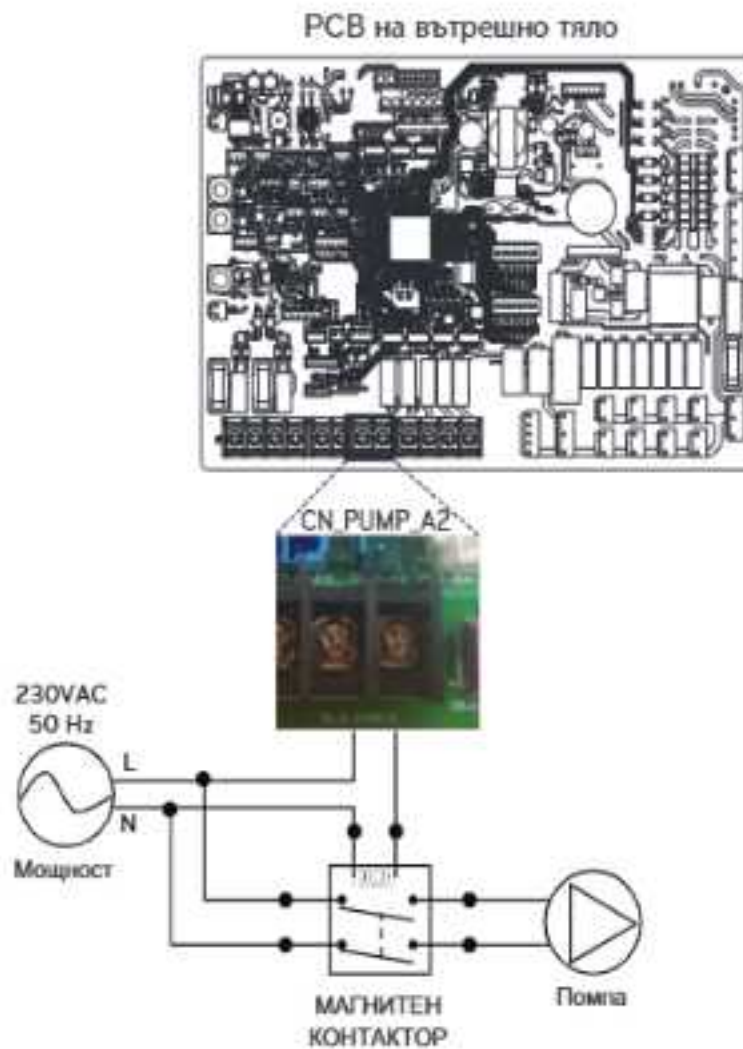 PCB на вътрешно тяло
CN_PUMP_A2
230VAC
50 Hz
L
N
Мощност
МАГНИТЕН
КОНТАКТОР
Помпа